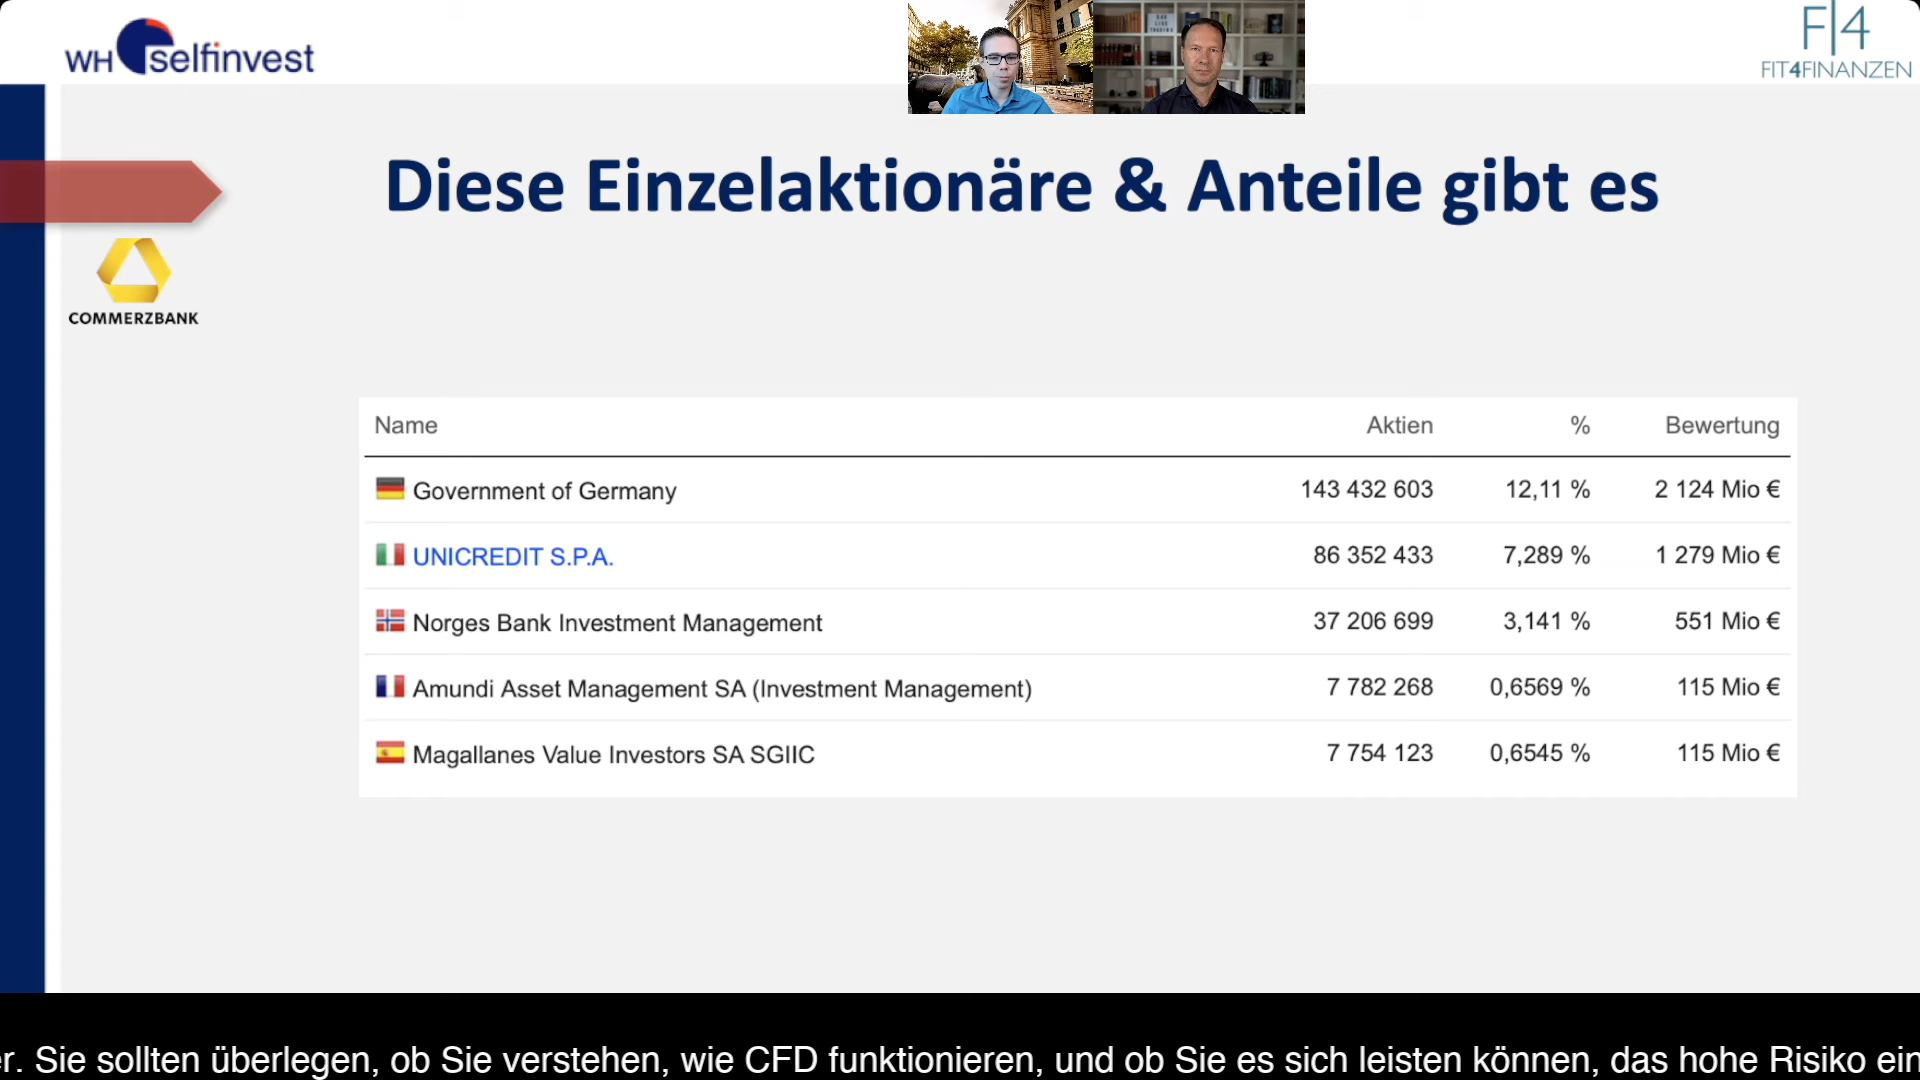 WH selfinvest
F|4
FIT4FINANZEN
Diese Einzelaktionäre & Anteile gibt es
COMMERZBANK
Name Aktien % Bewertung
Government of Germany 143 432 603 12,11 % 2 124 Mio €
UNICREDIT S.P.A. 86 352 433 7,289 % 1 279 Mio €
Norges Bank Investment Management 37 206 699 3,141 % 551 Mio €
Amundi Asset Management SA (Investment Management) 7 782 268 0,6569 % 115 Mio €
Magallanes Value Investors SA SGIIC 7 754 123 0,6545 % 115 Mio €
r. Sie sollten überlegen, ob Sie verstehen, wie CFD funktionieren, und ob Sie es sich leisten können, das hohe Risiko ein